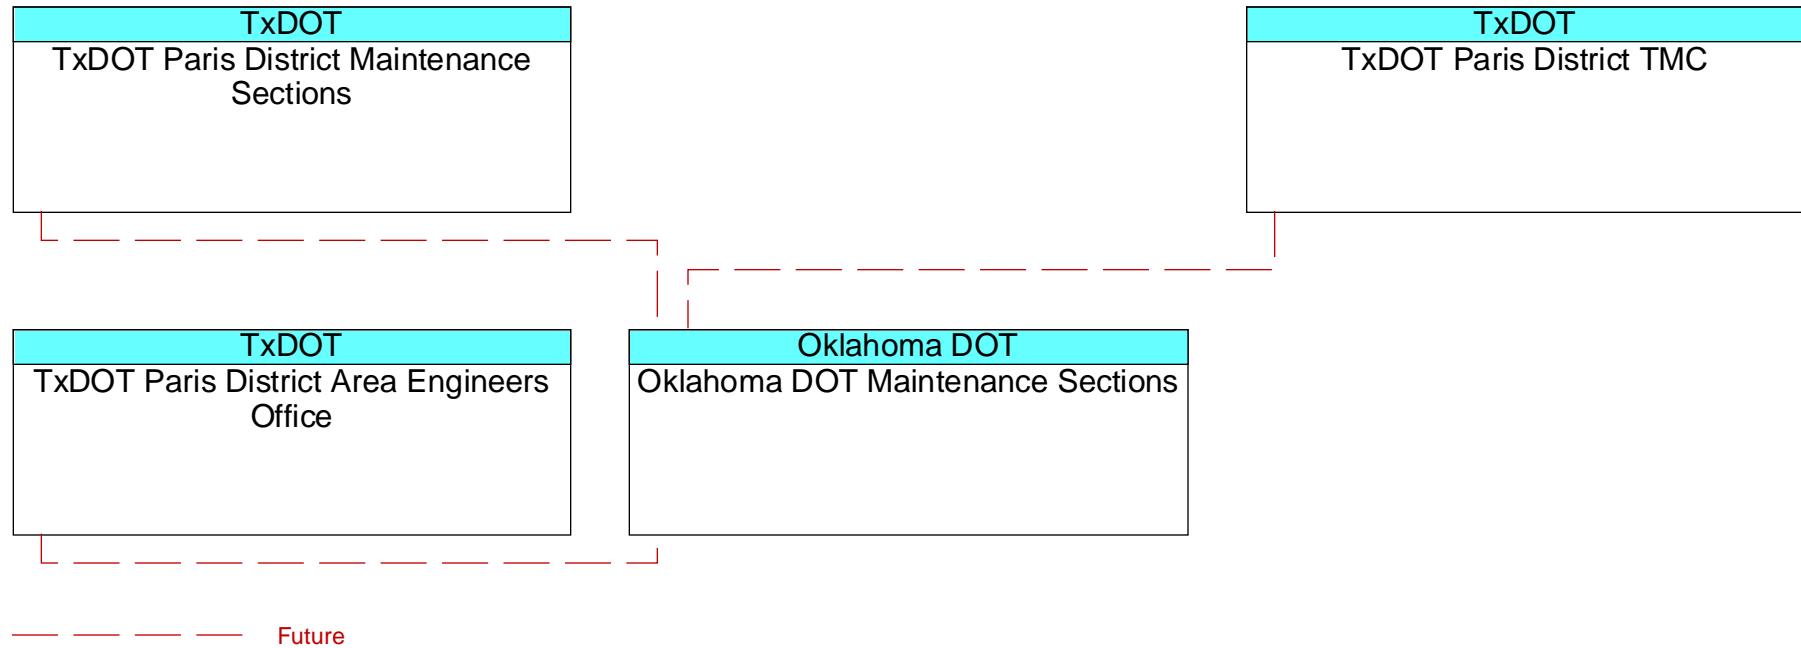 TxDOT
TxDOT Paris District Maintenance
Sections
TxDOT
TxDOT Paris District TMC
TxDOT
TxDOT Paris District Area Engineers
Office
Oklahoma DOT
Oklahoma DOT Maintenance Sections
Future